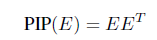 PIP(E) = EE^T